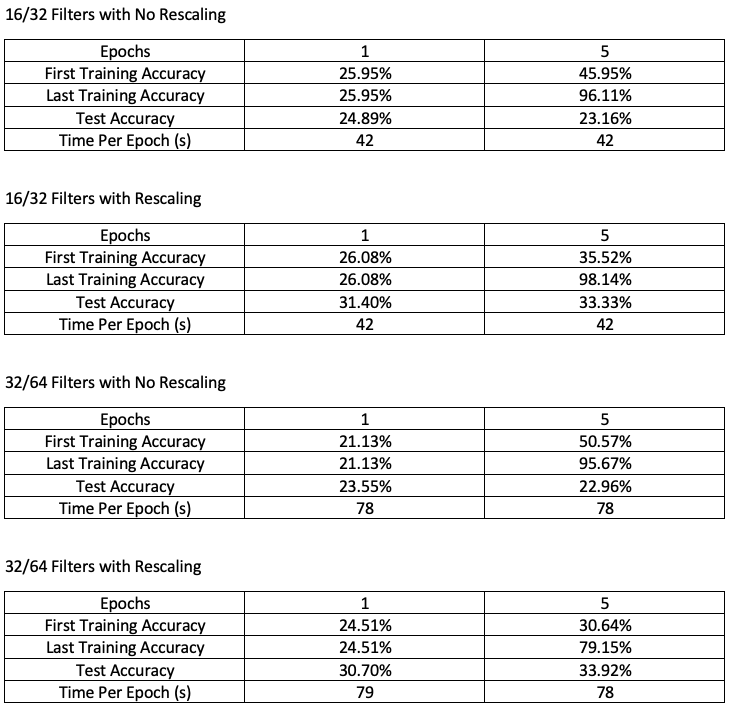 16/32 Filters with No Rescaling
Epochs 1 5
First Training Accuracy 25.95% 45.95%
Last Training Accuracy 25.95% 96.11%
Test Accuracy 24.89% 23.16%
Time Per Epoch (s) 42 42
16/32 Filters with Rescaling
Epochs 1 5
First Training Accuracy 26.08% 35.52%
Last Training Accuracy 26.08% 98.14%
Test Accuracy 31.40% 33.33%
Time Per Epoch (s) 42 42
32/64 Filters with No Rescaling
Epochs 1 5
First Training Accuracy 21.13% 50.57%
Last Training Accuracy 21.13% 95.67%
Test Accuracy 23.55% 22.96%
Time Per Epoch (s) 78 78
32/64 Filters with Rescaling
Epochs 1 5
First Training Accuracy 24.51% 30.64%
Last Training Accuracy 24.51% 79.15%
Test Accuracy 30.70% 33.92%
Time Per Epoch (s) 79 78